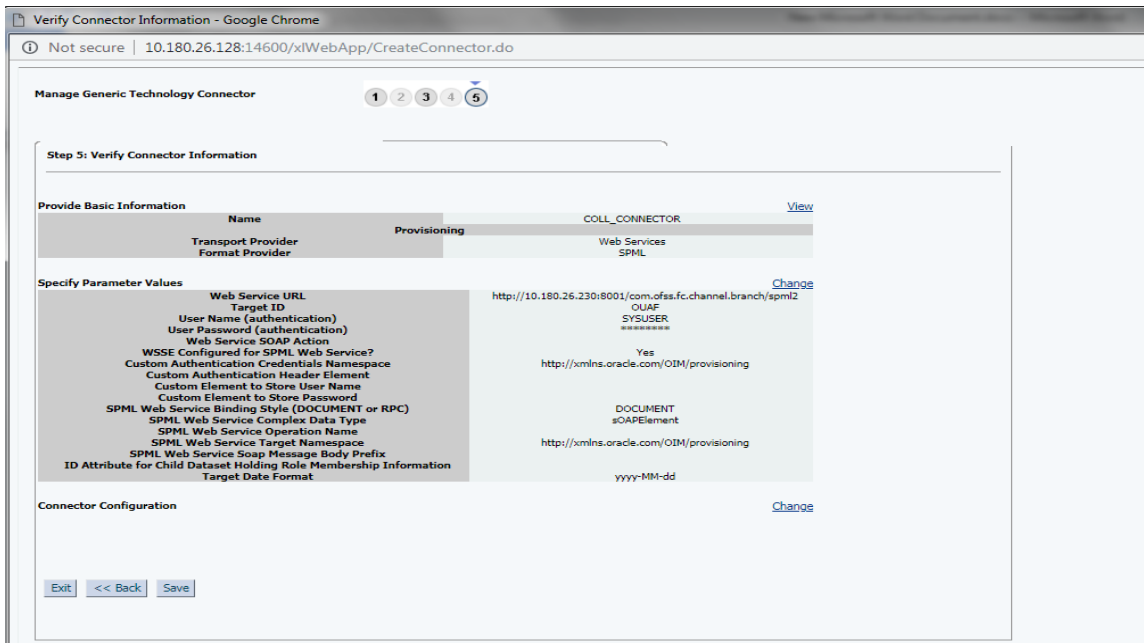 Verify Connector Information - Google Chrome
Not secure | 10.180.26.128:14600/xlWebApp/CreateConnector.do
Manage Generic Technology Connector 1 2 3 4 5
Step 5: Verify Connector Information
Provide Basic Information View
Name COLL_CONNECTOR
Provisioning
Transport Provider Web Services
Format Provider SPML
Specify Parameter Values Change
Web Service URL http://10.180.26.230:8001/com.ofss.fc.channel.branch/spml2
Target ID OUAF
User Name (authentication) SYSUSER
User Password (authentication) ********
Web Service SOAP Action
WSSE Configured for SPML Web Service? Yes
Custom Authentication Credentials Namespace http://xmlns.oracle.com/OIM/provisioning
Custom Authentication Header Element
Custom Element to Store User Name
Custom Element to Store Password
SPML Web Service Binding Style (DOCUMENT or RPC) DOCUMENT
SPML Web Service Complex Data Type sOAPElement
SPML Web Service Operation Name
SPML Web Service Target Namespace http://xmlns.oracle.com/OIM/provisioning
SPML Web Service Soap Message Body Prefix
ID Attribute for Child Dataset Holding Role Membership Information
Target Date Format yyyy-MM-dd
Connector Configuration Change
Exit << Back Save